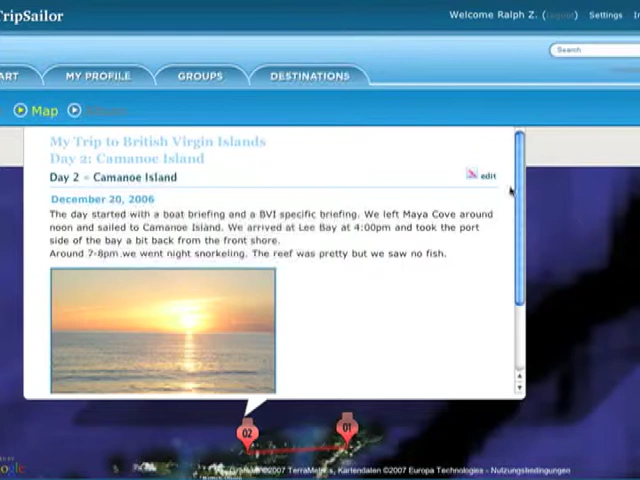 TripSailor
Welcome Ralph Z. (Logout) Settings In
Search
ART MY PROFILE GROUPS DESTINATIONS
Map
My Trip to British Virgin Islands
Day 2: Camanoe Island
Day 2 - Camanoe Island
edit
December 20, 2006
The day started with a boat briefing and a BVI specific briefing. We left Maya Cove around
noon and sailed to Camanoe Island. We arrived at Lee Bay at 4:00pm and took the port
side of the bay a bit back from the front shore.
Around 7-8pm we went night snorkeling. The reef was pretty but we saw no fish.
02
01
©2007 TerraMetrics, Kartendaten ©2007 Europa Technologies - Nutzungsbedingungen